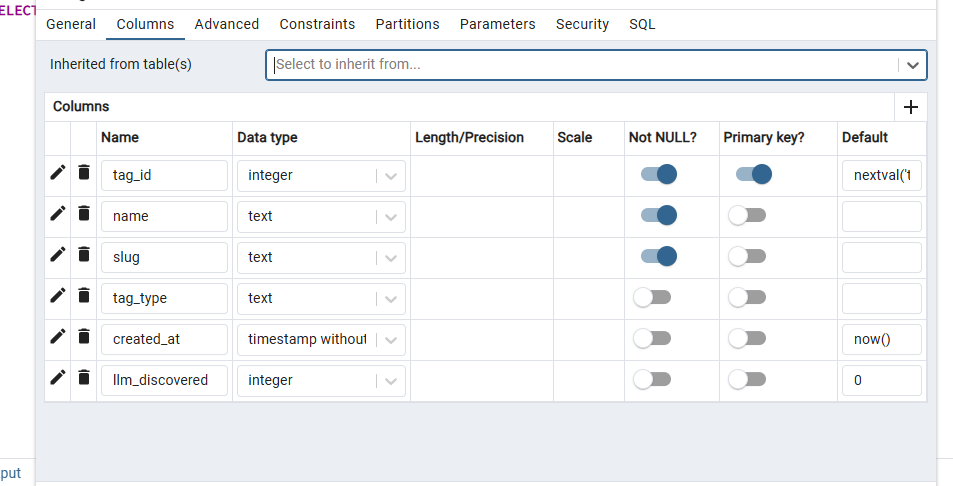 ELECT
General Columns Advanced Constraints Partitions Parameters Security SQL
Inherited from table(s) Select to inherit from...
Columns
Name Data type Length/Precision Scale Not NULL? Primary key? Default
tag_id integer nextval('t
name text
slug text
tag_type text
created_at timestamp without now()
llm_discovered integer 0
put